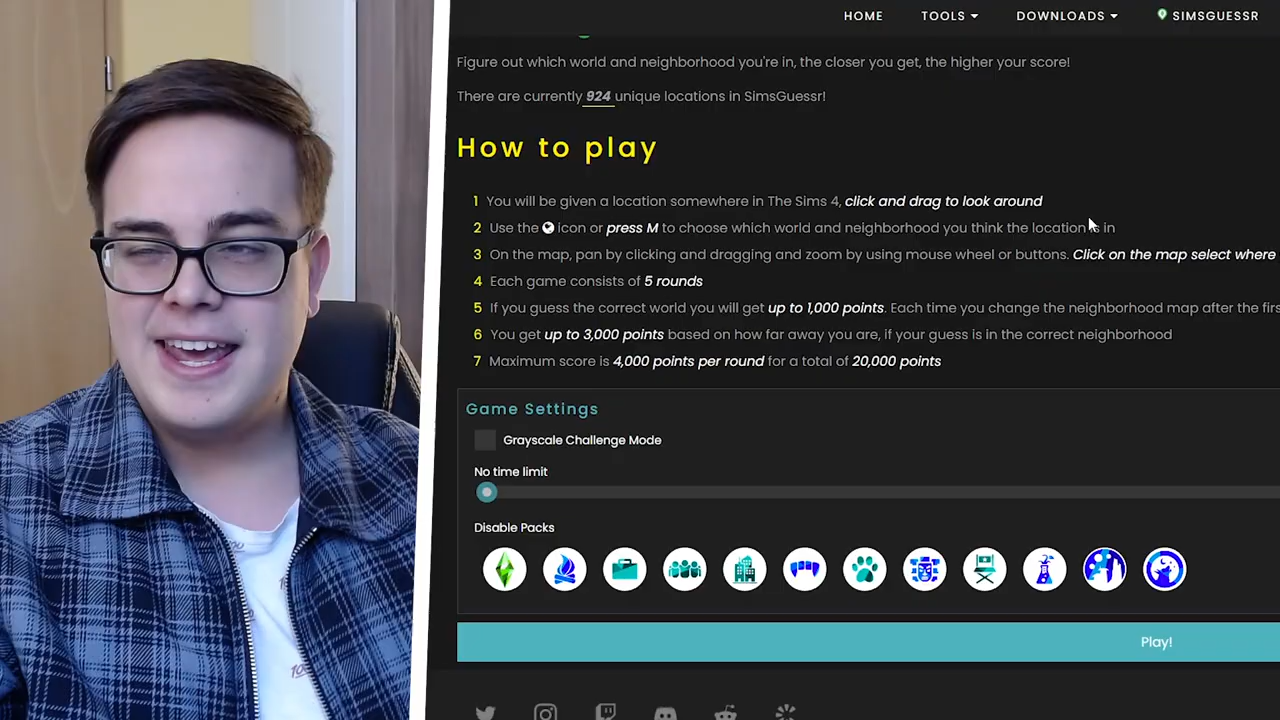 HOME TOOLS DOWNLOADS SIMSGUESSR
Figure out which world and neighborhood you're in, the closer you get, the higher your score!
There are currently 924 unique locations in SimsGuessr!
How to play
1 You will be given a location somewhere in The Sims 4, click and drag to look around
2 Use the icon or press M to choose which world and neighborhood you think the location is in
3 On the map, pan by clicking and dragging and zoom by using mouse wheel or buttons. Click on the map select where
4 Each game consists of 5 rounds
5 If you guess the correct world you will get up to 1,000 points. Each time you change the neighborhood map after the firs
6 You get up to 3,000 points based on how far away you are, if your guess is in the correct neighborhood
7 Maximum score is 4,000 points per round for a total of 20,000 points
Game Settings
Grayscale Challenge Mode
No time limit
Disable Packs
Play!